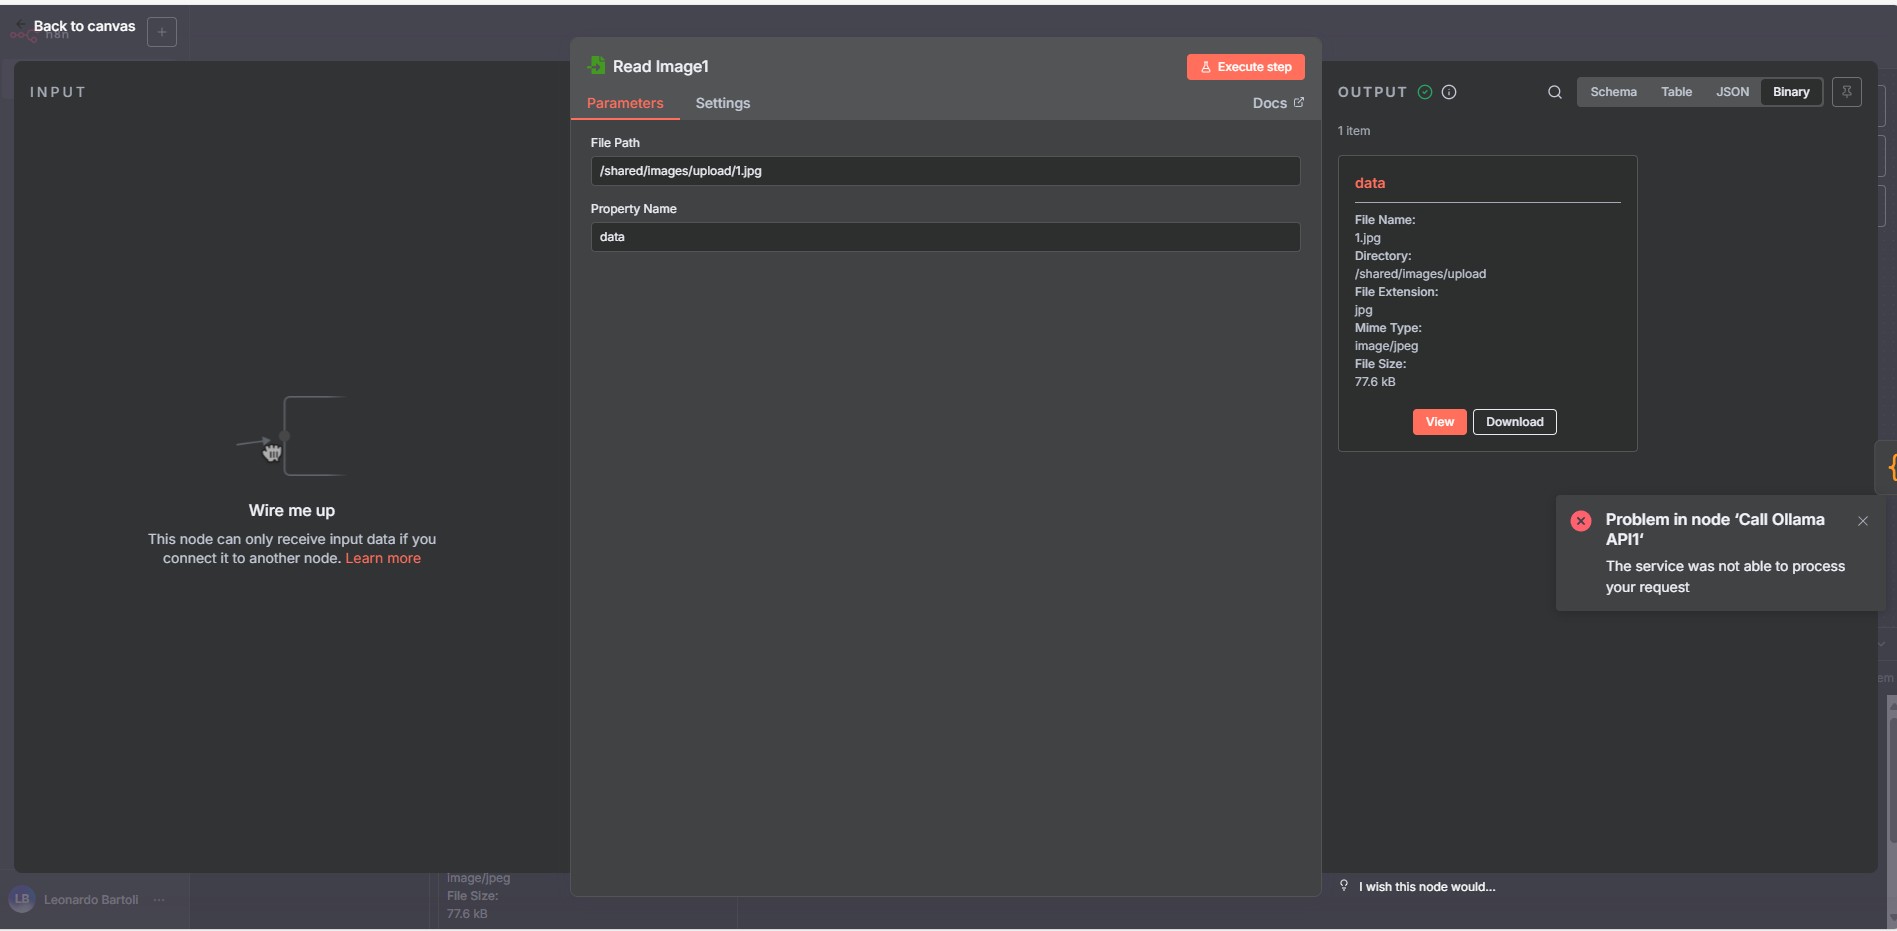 Back to canvas
n8n
INPUT
Wire me up
This node can only receive input data if you
connect it to another node. Learn more
Read Image1
Execute step
Parameters
Settings
Docs
File Path
/shared/images/upload/1.jpg
Property Name
data
OUTPUT
Schema
Table
JSON
Binary
1 item
data
File Name:
1.jpg
Directory:
/shared/images/upload
File Extension:
jpg
Mime Type:
image/jpeg
File Size:
77.6 kB
View
Download
Problem in node ‘Call Ollama
API1‘
The service was not able to process
your request
I wish this node would...
LB
Leonardo Bartoli
image/jpeg
File Size:
77.6 kB